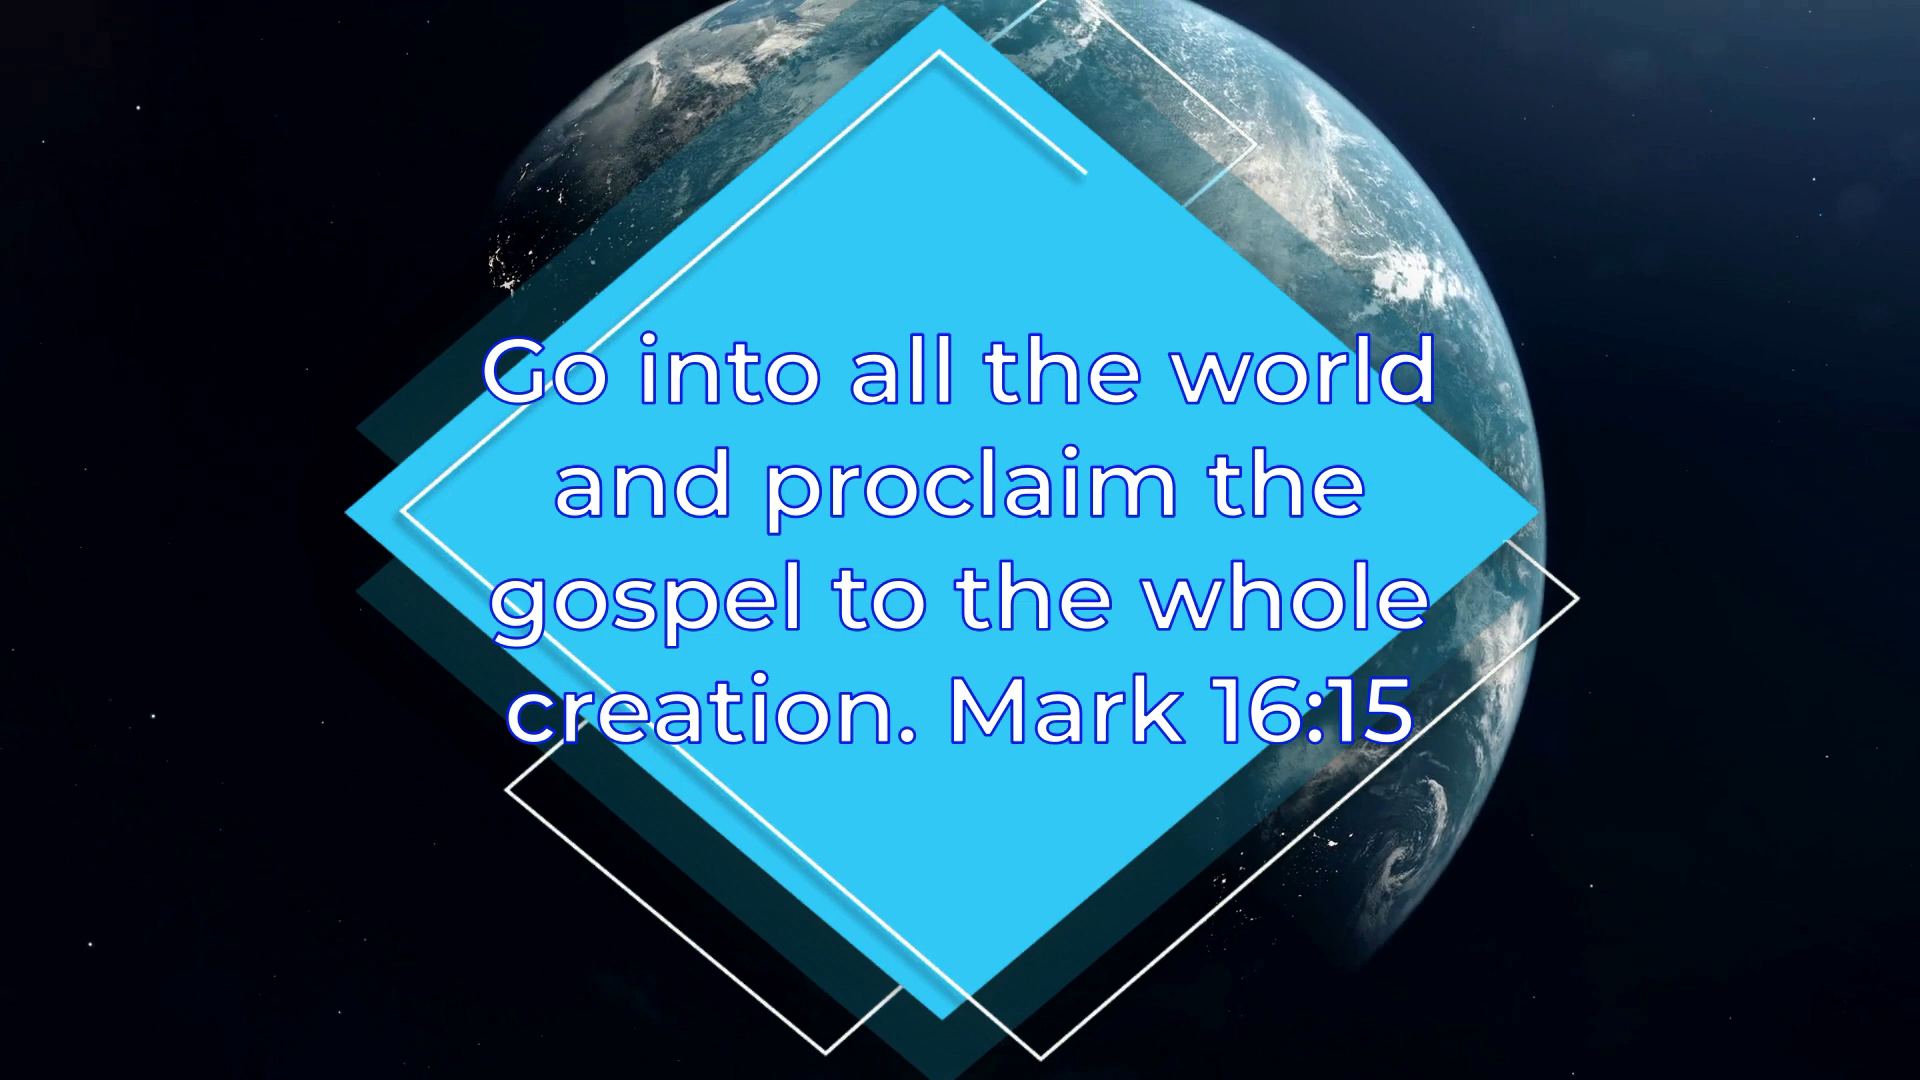 Go into all the world
and proclaim the
gospel to the whole
creation. Mark 16:15